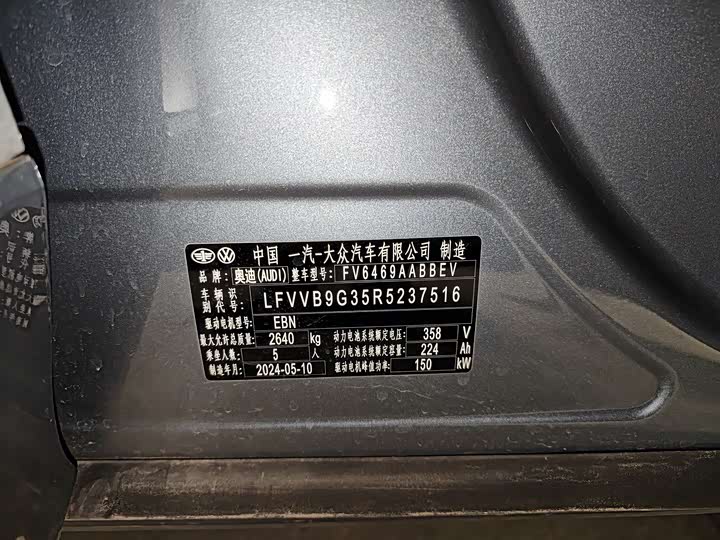 中国 一汽-大众汽车有限公司 制造
品牌: 奥迪(AUDI) 整车型号: FV6469AABBEV
车辆识别代号: LFVVB9G35R5237516
驱动电机型号: EBN
最大允许总质量: 2640 kg 动力电池系统额定电压: 358 V
乘坐人数: 5 人 动力电池系统额定容量: 224 Ah
制造年月: 2024-05-10 驱动电机峰值功率: 150 kW